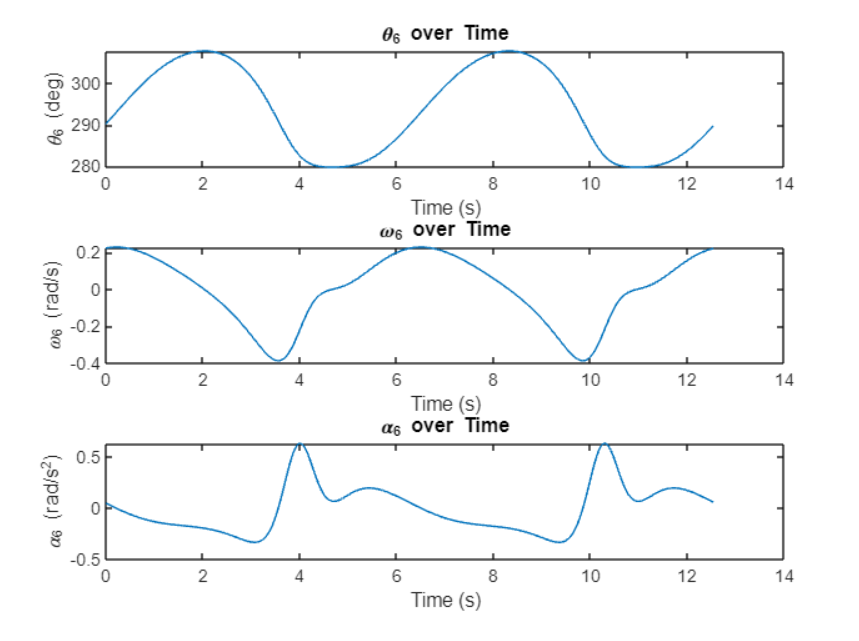 θ₆ over Time
θ₆ (deg)
300
290
280
0 2 4 6 8 10 12 14
Time (s)
ω₆ over Time
ω₆ (rad/s)
0.2
0
-0.2
-0.4
0 2 4 6 8 10 12 14
Time (s)
α₆ over Time
α₆ (rad/s²)
0.5
0
-0.5
0 2 4 6 8 10 12 14
Time (s)